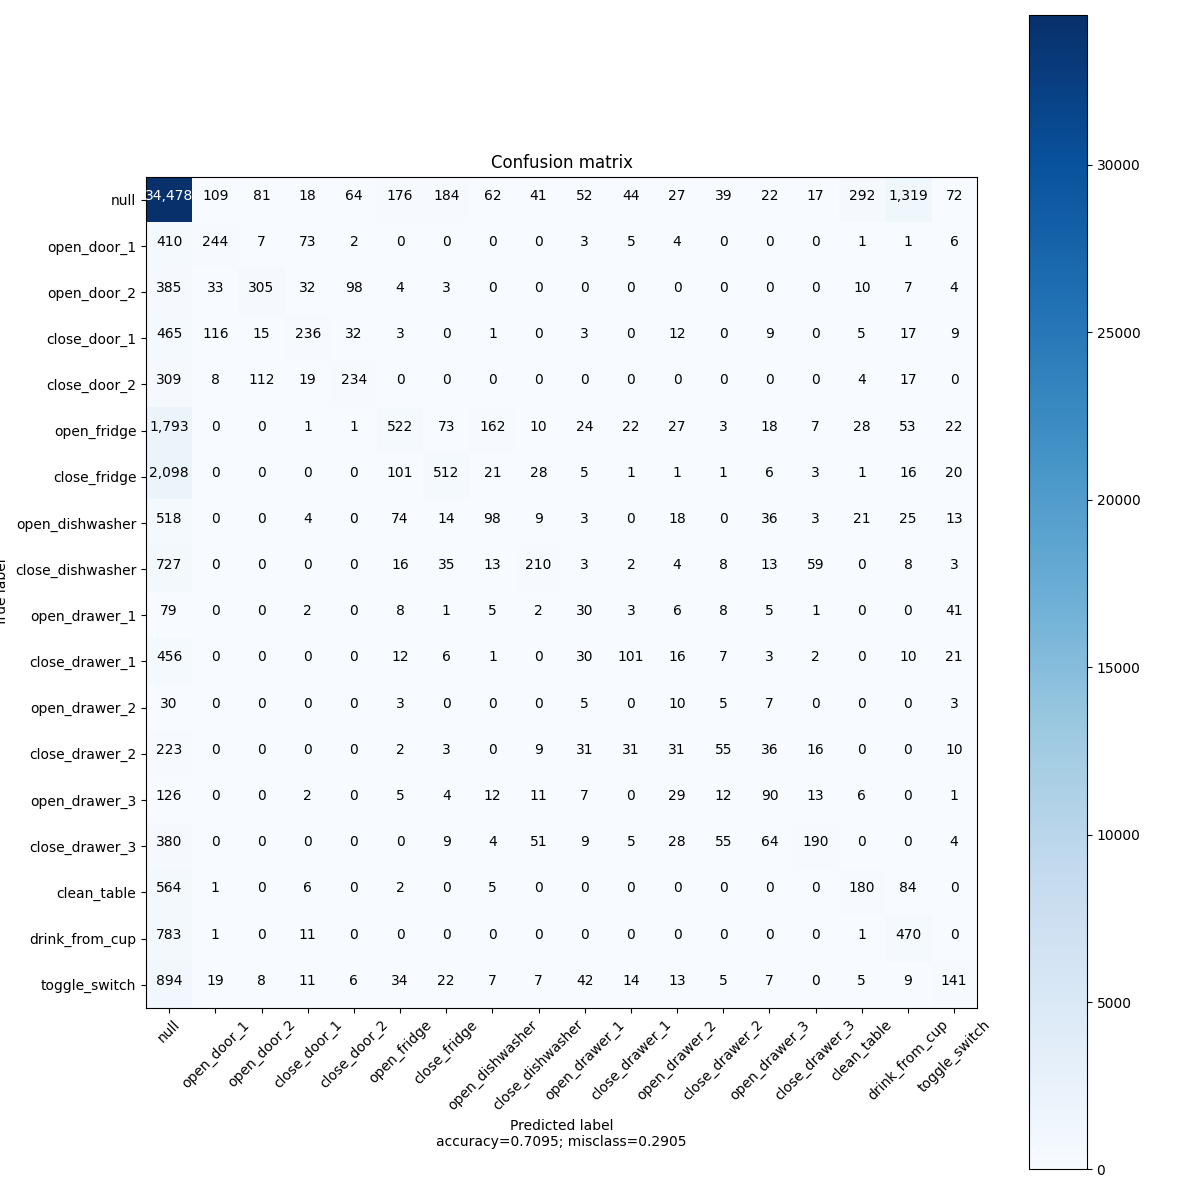 Confusion matrix
null 34,478 109 81 18 64 176 184 62 41 52 44 27 39 22 17 292 1,319 72
open_door_1 410 244 7 73 2 0 0 0 0 3 5 4 0 0 0 1 1 6
open_door_2 385 33 305 32 98 4 3 0 0 0 0 0 0 0 0 10 7 4
close_door_1 465 116 15 236 32 3 0 1 0 3 0 12 0 9 0 5 17 9
close_door_2 309 8 112 19 234 0 0 0 0 0 0 0 0 0 0 4 17 0
open_fridge 1,793 0 0 1 1 522 73 162 10 24 22 27 3 18 7 28 53 22
close_fridge 2,098 0 0 0 0 101 512 21 28 5 1 1 1 6 3 1 16 20
open_dishwasher 518 0 0 4 0 74 14 98 9 3 0 18 0 36 3 21 25 13
close_dishwasher 727 0 0 0 0 16 35 13 210 3 2 4 8 13 59 0 8 3
open_drawer_1 79 0 0 2 0 8 1 5 2 30 3 6 8 5 1 0 0 41
close_drawer_1 456 0 0 0 0 12 6 1 0 30 101 16 7 3 2 0 10 21
open_drawer_2 30 0 0 0 0 3 0 0 0 5 0 10 5 7 0 0 0 3
close_drawer_2 223 0 0 0 0 2 3 0 9 31 31 31 55 36 16 0 0 10
open_drawer_3 126 0 0 2 0 5 4 12 11 7 0 29 12 90 13 6 0 1
close_drawer_3 380 0 0 0 0 0 9 4 51 9 5 28 55 64 190 0 0 4
clean_table 564 1 0 6 0 2 0 5 0 0 0 0 0 0 0 180 84 0
drink_from_cup 783 1 0 11 0 0 0 0 0 0 0 0 0 0 0 1 470 0
toggle_switch 894 19 8 11 6 34 22 7 7 42 14 13 5 7 0 5 9 141
null open_door_1 open_door_2 close_door_1 close_door_2 open_fridge close_fridge open_dishwasher close_dishwasher open_drawer_1 close_drawer_1 open_drawer_2 close_drawer_2 open_drawer_3 close_drawer_3 clean_table drink_from_cup toggle_switch
Predicted label
accuracy=0.7095; misclass=0.2905
30000
25000
20000
15000
10000
5000
0